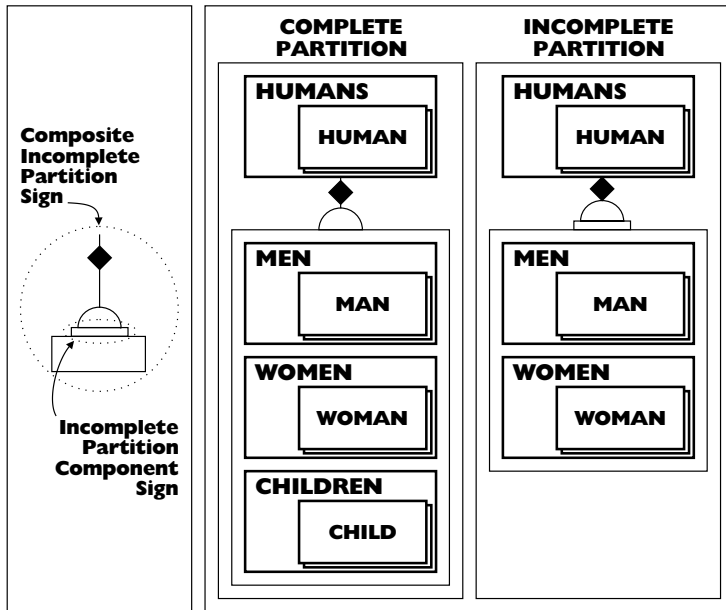 Composite
Incomplete
Partition
Sign
Incomplete
Partition
Component
Sign
COMPLETE
PARTITION
HUMANS
HUMAN
MEN
MAN
WOMEN
WOMAN
CHILDREN
CHILD
INCOMPLETE
PARTITION
HUMANS
HUMAN
MEN
MAN
WOMEN
WOMAN